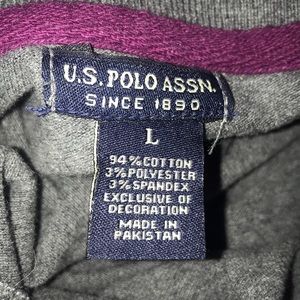 U.S. POLO ASSN.
SINCE 1890
L
94% COTTON
3% POLYESTER
3% SPANDEX
EXCLUSIVE OF
DECORATION
MADE IN
PAKISTAN